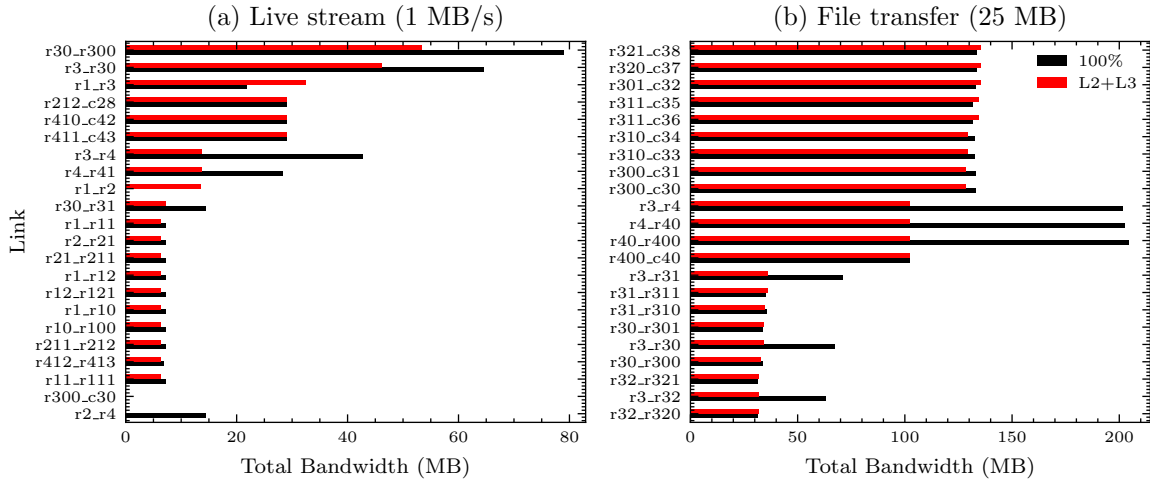 (a) Live stream (1 MB/s)
Link
r30_r300
r3_r30
r1_r3
r212_c28
r410_c42
r411_c43
r3_r4
r4_r41
r1_r2
r30_r31
r1_r11
r2_r21
r21_r211
r1_r12
r12_r121
r1_r10
r10_r100
r211_r212
r412_r413
r11_r111
r300_c30
r2_r4
0 20 40 60 80
Total Bandwidth (MB)
(b) File transfer (25 MB)
r321_c38
r320_c37
r301_c32
r311_c35
r311_c36
r310_c34
r310_c33
r300_c31
r300_c30
r3_r4
r4_r40
r40_r400
r400_c40
r3_r31
r31_r311
r31_r310
r30_r301
r3_r30
r30_r300
r32_r321
r3_r32
r32_r320
100%
L2+L3
0 50 100 150 200
Total Bandwidth (MB)